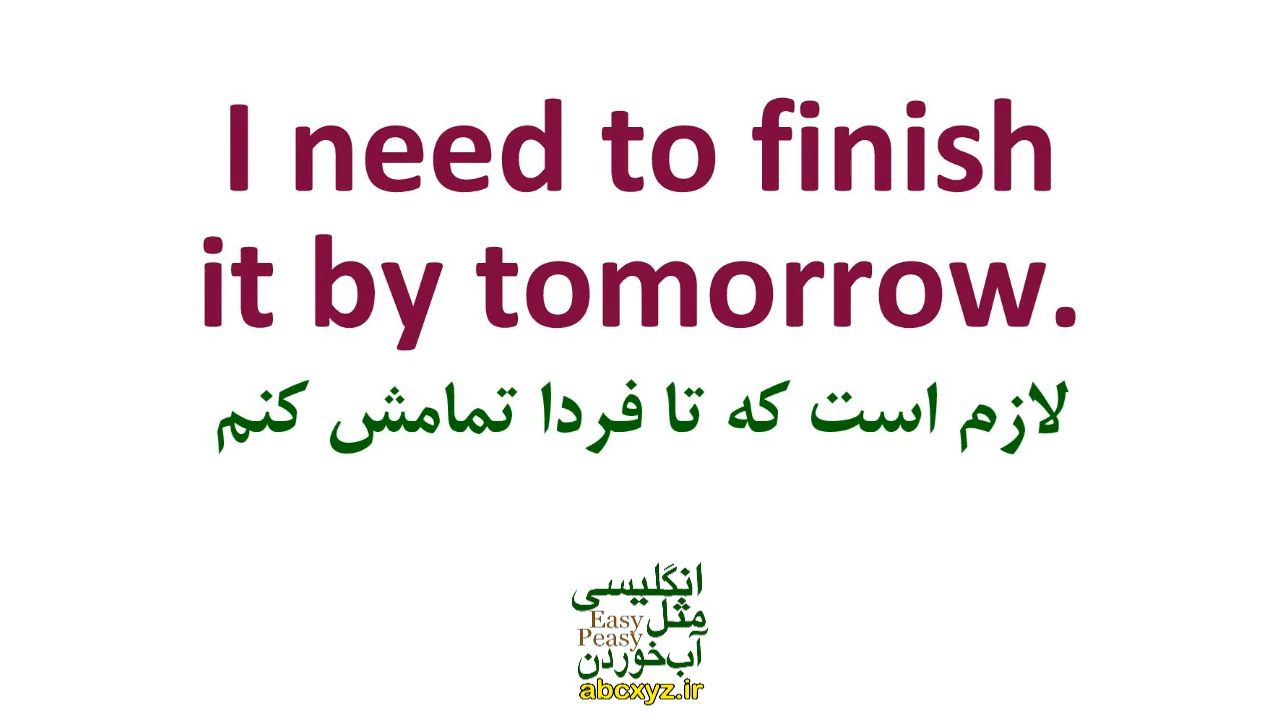 I need to finish
it by tomorrow.
لازم است که تا فردا تمامش کنم
انگلیسی
مثل Easy
Peasy
آب‌خوردن
abcxyz.ir